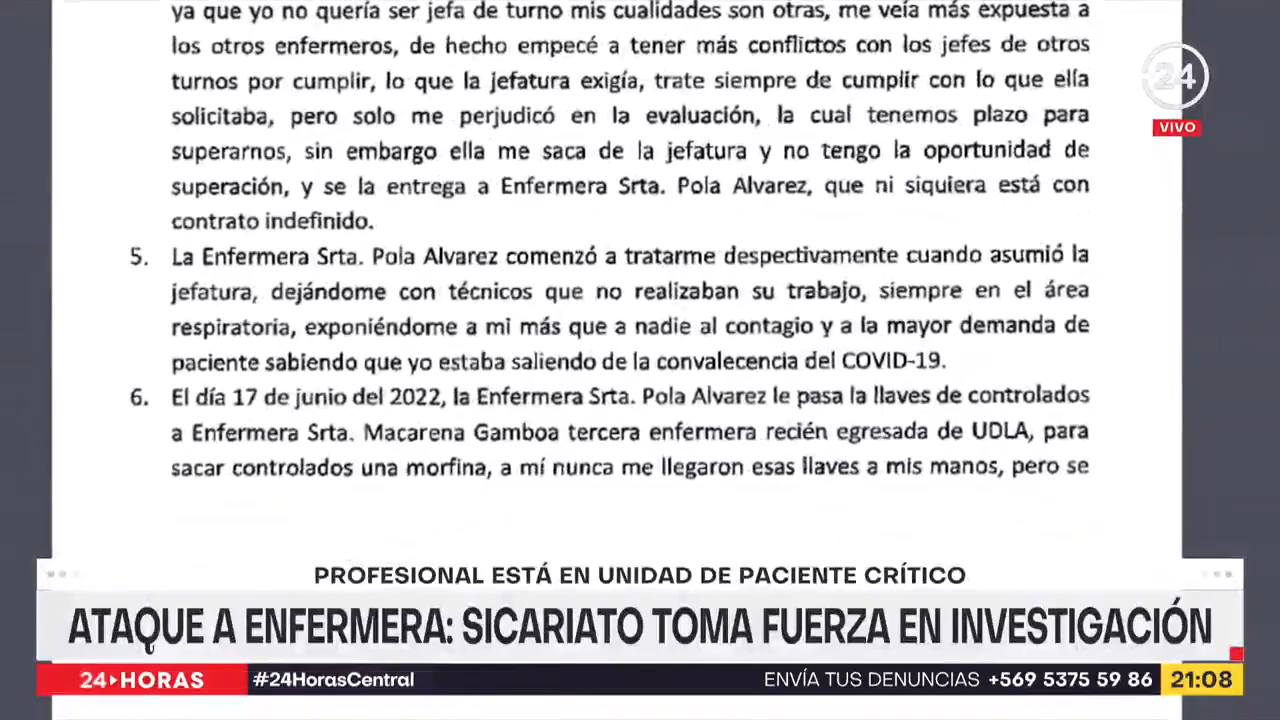 ya que yo no quería ser jefa de turno mis cualidades son otras, me veía más expuesta a
los otros enfermeros, de hecho empecé a tener más conflictos con los jefes de otros
turnos por cumplir, lo que la jefatura exigía, trate siempre de cumplir con lo que ella
solicitaba, pero solo me perjudicó en la evaluación, la cual tenemos plazo para
superarnos, sin embargo ella me saca de la jefatura y no tengo la oportunidad de
superación, y se la entrega a Enfermera Srta. Pola Alvarez, que ni siquiera está con
contrato indefinido.
5. La Enfermera Srta. Pola Alvarez comenzó a tratarme despectivamente cuando asumió la
jefatura, dejándome con técnicos que no realizaban su trabajo, siempre en el área
respiratoria, exponiéndome a mi más que a nadie al contagio y a la mayor demanda de
paciente sabiendo que yo estaba saliendo de la convalecencia del COVID-19.
6. El día 17 de junio del 2022, la Enfermera Srta. Pola Alvarez le pasa la llaves de controlados
a Enfermera Srta. Macarena Gamboa tercera enfermera recién egresada de UDLA, para
sacar controlados una morfina, a mí nunca me llegaron esas llaves a mis manos, pero se
24
VIVO
PROFESIONAL ESTÁ EN UNIDAD DE PACIENTE CRÍTICO
ATAQUE A ENFERMERA: SICARIATO TOMA FUERZA EN INVESTIGACIÓN
24 HORAS
#24HorasCentral
ENVÍA TUS DENUNCIAS +569 5375 59 86
21:08